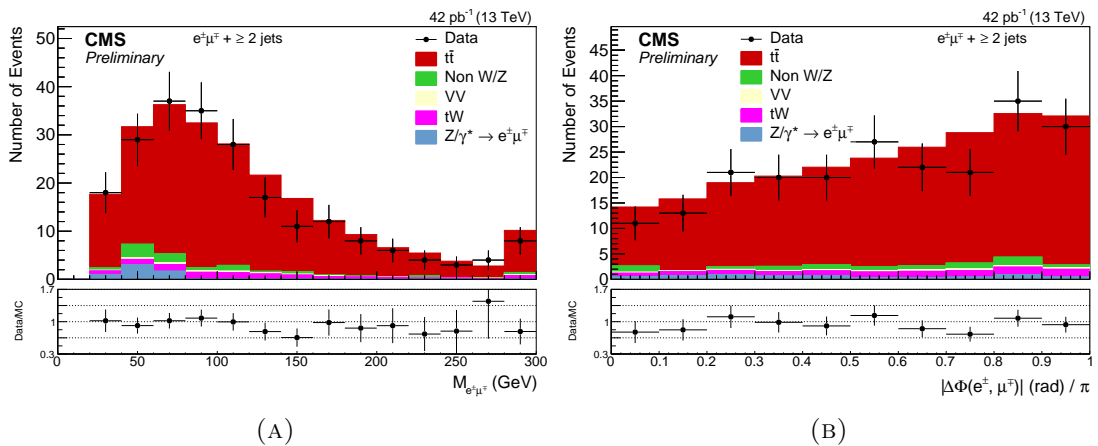 42 pb⁻¹ (13 TeV)
CMS
Preliminary
e±μ∓ + ≥ 2 jets
Data
tt̄
Non W/Z
VV
tW
Z/γ* → e±μ∓
Number of Events
50
40
30
20
10
0
Data/MC
1.7
1
0.3
0 50 100 150 200 250 300
M e±μ∓ (GeV)
(A)
42 pb⁻¹ (13 TeV)
CMS
Preliminary
e±μ∓ + ≥ 2 jets
Data
tt̄
Non W/Z
VV
tW
Z/γ* → e±μ∓
Number of Events
45
40
35
30
25
20
15
10
5
0
Data/MC
1.7
1
0.3
0 0.1 0.2 0.3 0.4 0.5 0.6 0.7 0.8 0.9 1
|ΔΦ(e±, μ∓)| (rad) / π
(B)